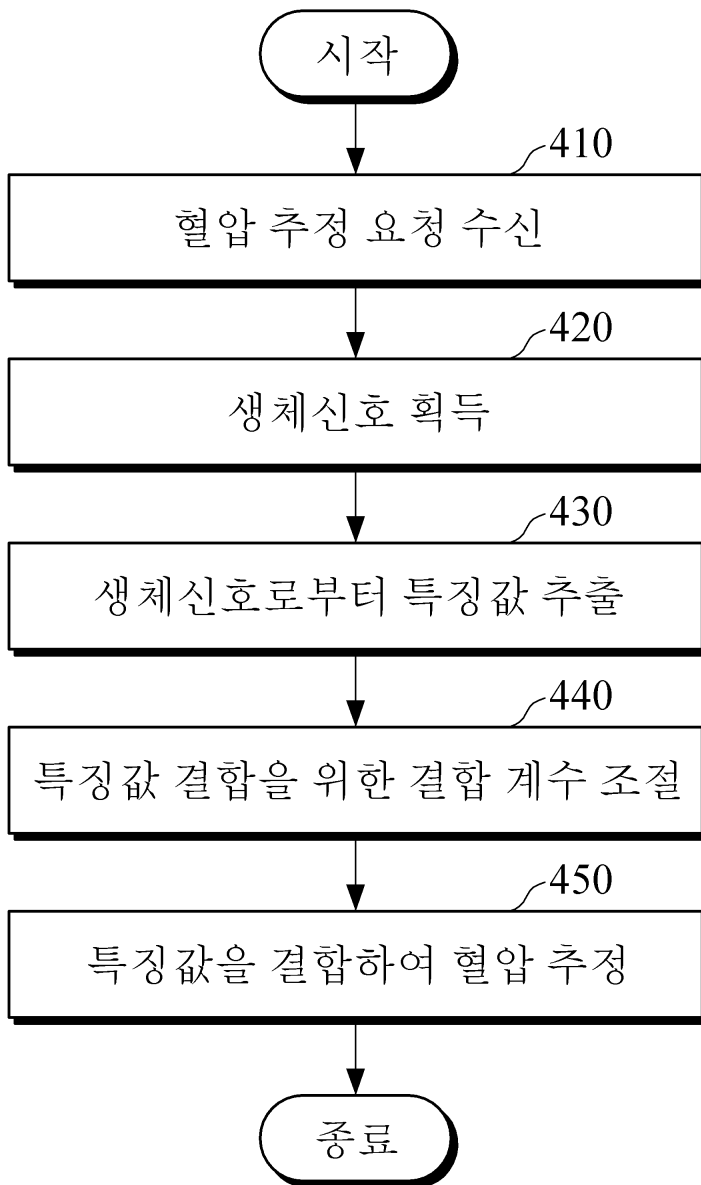 시작
410
혈압 추정 요청 수신
420
생체신호 획득
430
생체신호로부터 특징값 추출
440
특징값 결합을 위한 결합 계수 조절
450
특징값을 결합하여 혈압 추정
종료